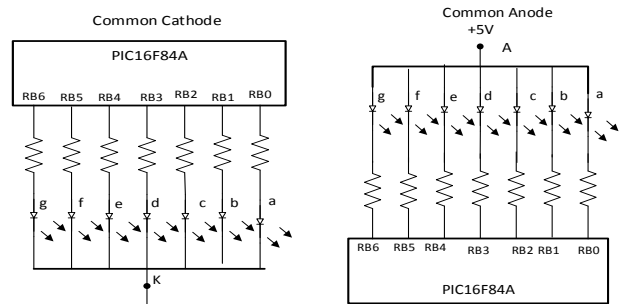 Common Cathode
PIC16F84A
RB6 RB5 RB4 RB3 RB2 RB1 RB0
g f e d c b a
K
Common Anode
+5V
A
g f e d c b a
RB6 RB5 RB4 RB3 RB2 RB1 RB0
PIC16F84A